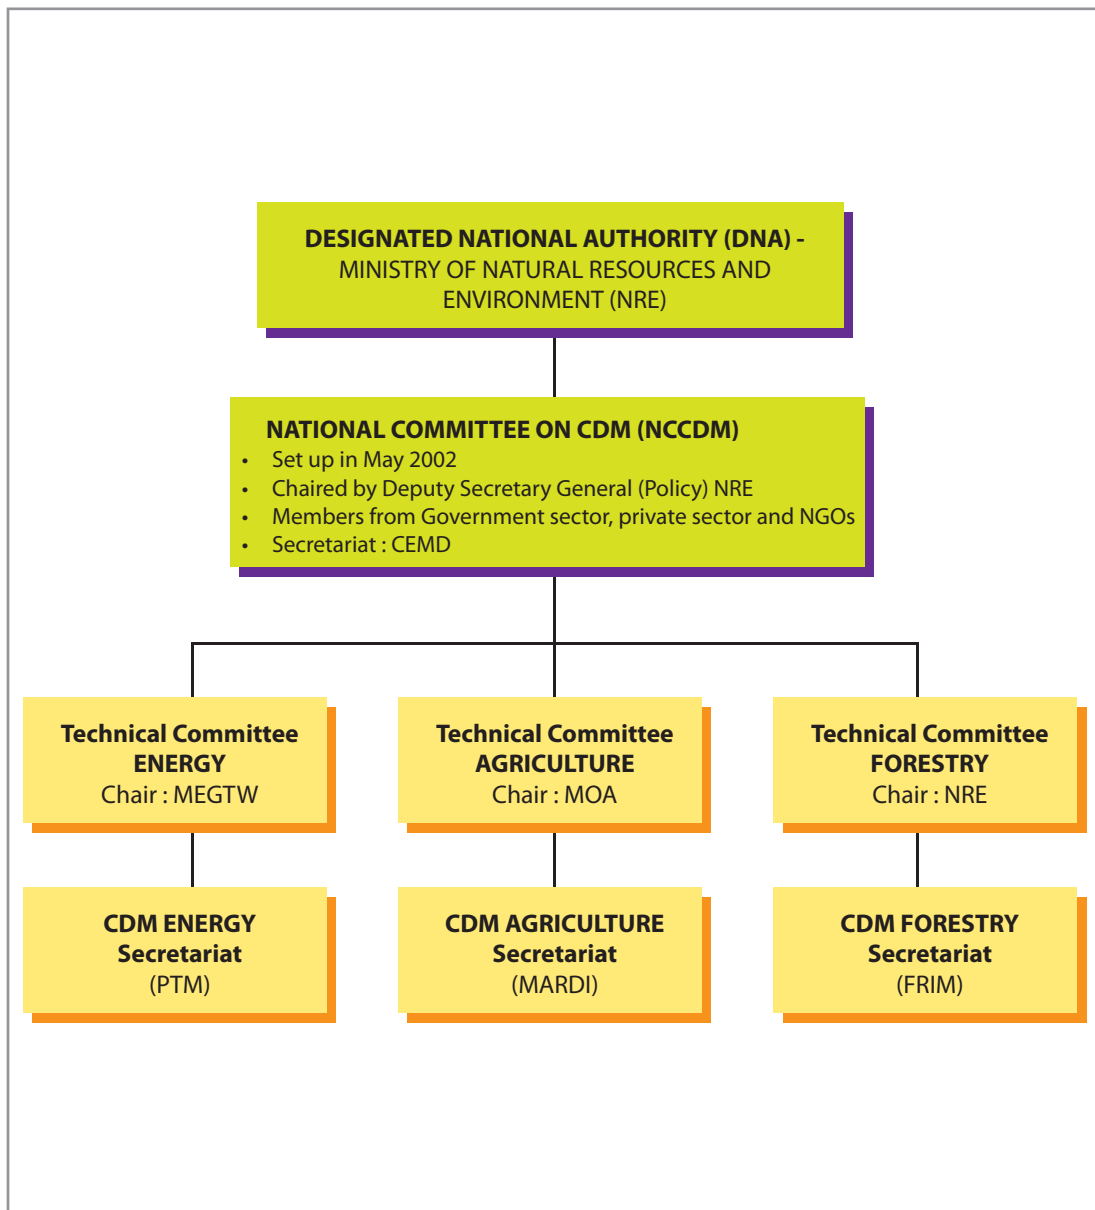 DESIGNATED NATIONAL AUTHORITY (DNA) -
MINISTRY OF NATURAL RESOURCES AND
ENVIRONMENT (NRE)
NATIONAL COMMITTEE ON CDM (NCCDM)
• Set up in May 2002
• Chaired by Deputy Secretary General (Policy) NRE
• Members from Government sector, private sector and NGOs
• Secretariat : CEMD
Technical Committee
ENERGY
Chair : MEGTW
Technical Committee
AGRICULTURE
Chair : MOA
Technical Committee
FORESTRY
Chair : NRE
CDM ENERGY
Secretariat
(PTM)
CDM AGRICULTURE
Secretariat
(MARDI)
CDM FORESTRY
Secretariat
(FRIM)